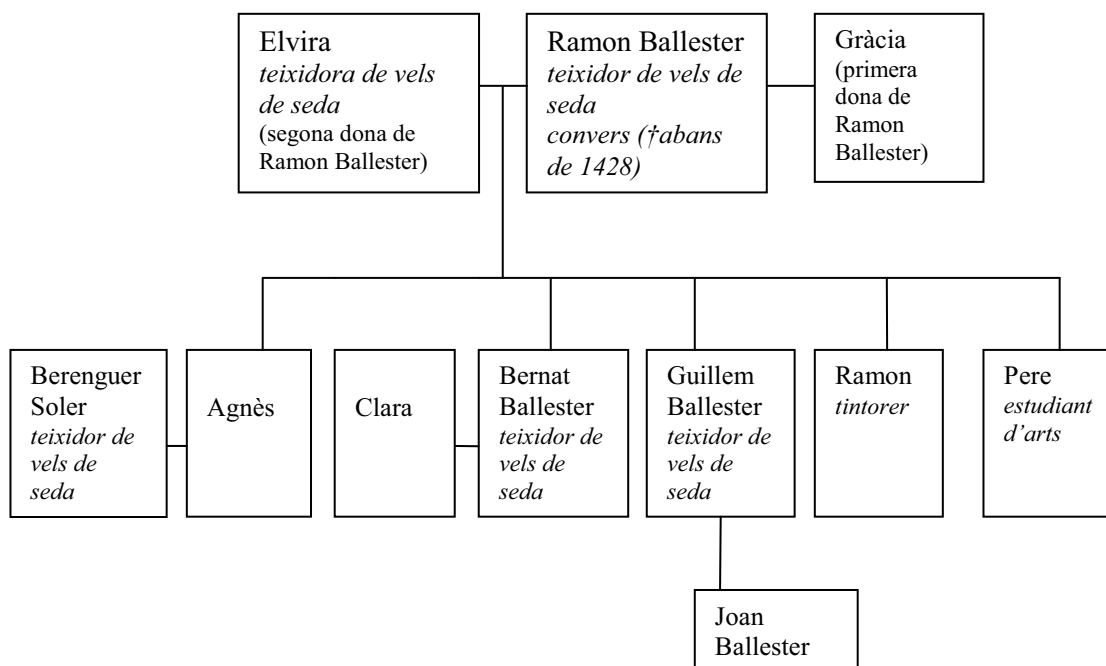 Elvira
teixidora de vels
de seda
(segona dona de
Ramon Ballester)
Ramon Ballester
teixidor de vels de
seda
convers (†abans
de 1428)
Gràcia
(primera
dona de
Ramon
Ballester)
Berenguer
Soler
teixidor de
vels de
seda
Agnès
Clara
Bernat
Ballester
teixidor de
vels de
seda
Guillem
Ballester
teixidor de
vels de
seda
Ramon
tintorer
Pere
estudiant
d’arts
Joan
Ballester